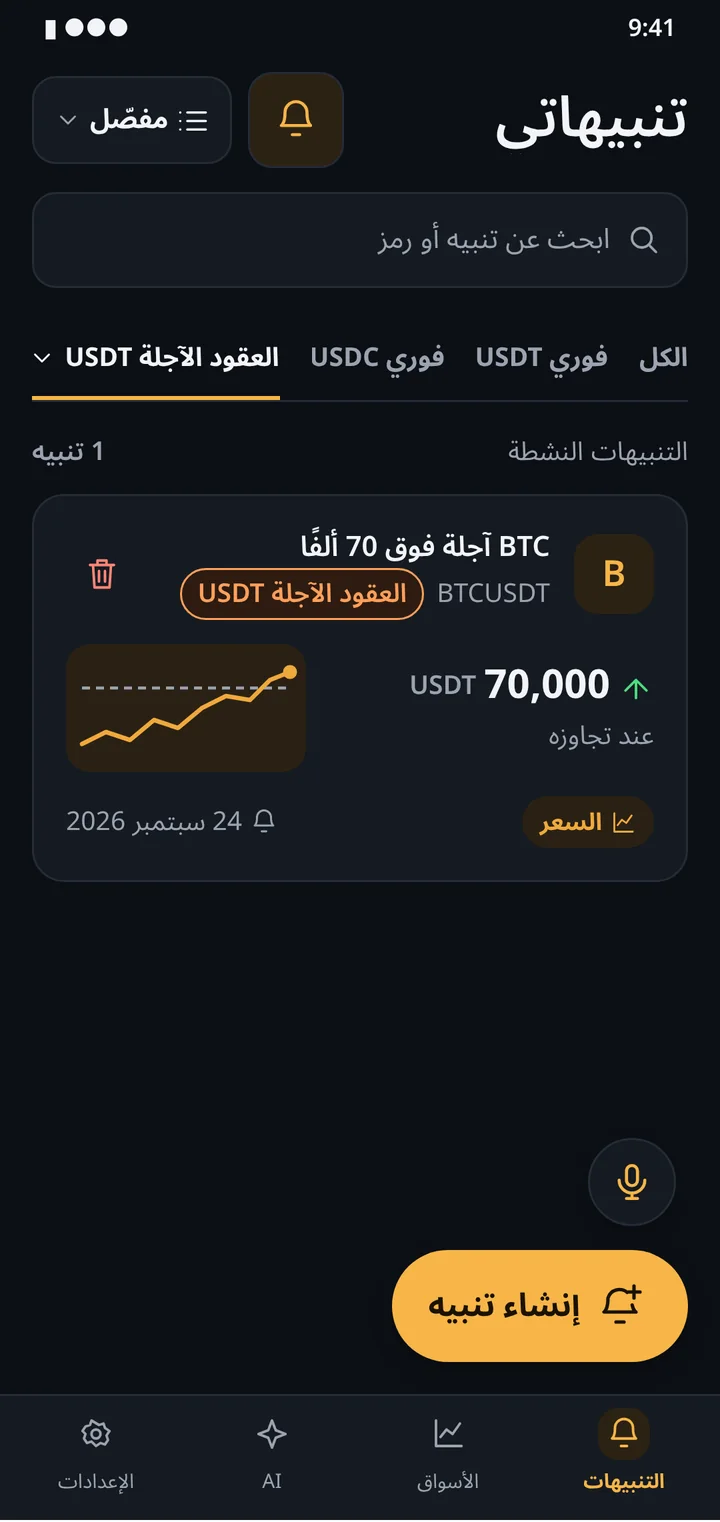 9:41
تنبيهاتى
مفصّل
ابحث عن تنبيه أو رمز
الكل
فوري USDT
فوري USDC
العقود الآجلة USDT
التنبيهات النشطة
1 تنبيه
B
BTC آجلة فوق 70 ألفًا
BTCUSDT
العقود الآجلة USDT
70,000 USDT
عند تجاوزه
السعر
24 سبتمبر 2026
إنشاء تنبيه
التنبيهات
الأسواق
AI
الإعدادات